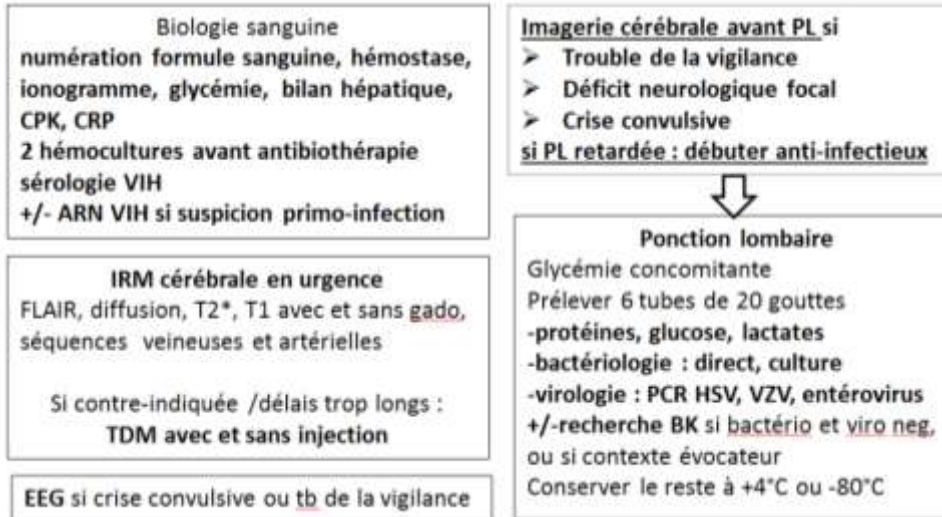 Biologie sanguine
numération formule sanguine, hémostase,
ionogramme, glycémie, bilan hépatique,
CPK, CRP
2 hémocultures avant antibiothérapie
sérologie VIH
+/- ARN VIH si suspicion primo-infection
IRM cérébrale en urgence
FLAIR, diffusion, T2*, T1 avec et sans gado,
séquences veineuses et artérielles
Si contre-indiquée /délais trop longs :
TDM avec et sans injection
EEG si crise convulsive ou tb de la vigilance
Imagerie cérébrale avant PL si
➢ Trouble de la vigilance
➢ Déficit neurologique focal
➢ Crise convulsive
si PL retardée : débuter anti-infectieux
Ponction lombaire
Glycémie concomitante
Prélever 6 tubes de 20 gouttes
-protéines, glucose, lactates
-bactériologie : direct, culture
-virologie : PCR HSV, VZV, entérovirus
+/-recherche BK si bactério et viro neg,
ou si contexte évocateur
Conserver le reste à +4°C ou -80°C